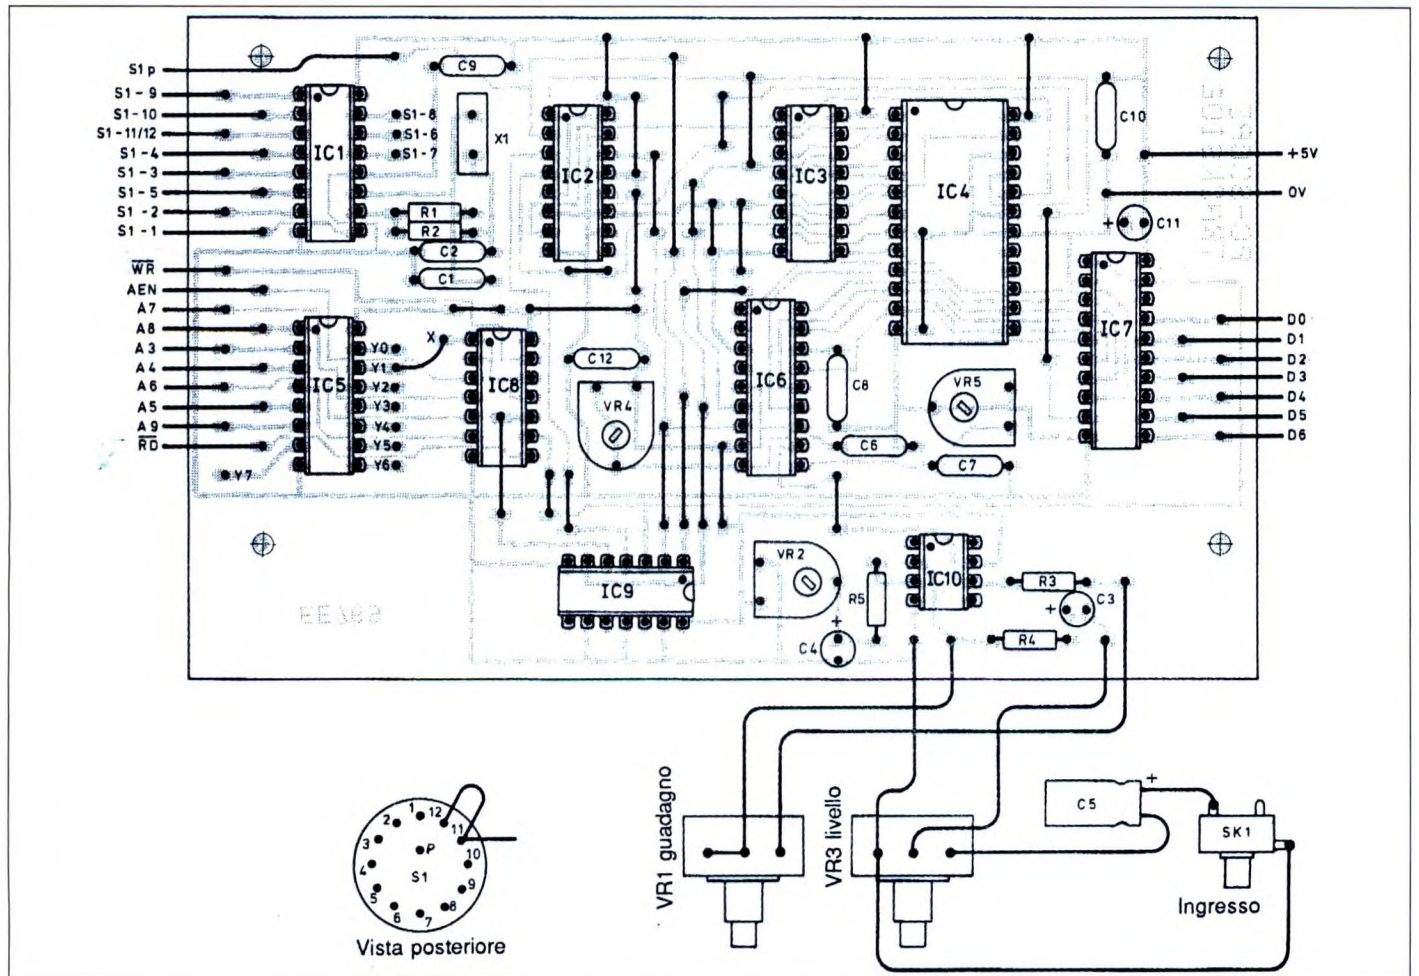 S1p
S1-9
S1-10
S1-11/12
S1-4
S1-3
S1-5
S1-2
S1-1
WR
AEN
A7
A8
A3
A4
A6
A5
A9
RD
Y7
IC1
S1-8
S1-6
S1-7
C9
X1
R1
R2
C2
C1
IC2
IC3
IC4
C10
+5V
0V
+ C11
IC5
X
Y0
Y1
Y2
Y3
Y4
Y5
Y6
IC8
C12
VR4
IC6
C8
C6
VR5
C7
IC7
D0
D1
D2
D3
D4
D5
D6
IC9
VR2
+
C4
R5
IC10
R3
+ C3
R4
EE369
1
2
3
4
5
6
7
8
9
10
11
12
P
S1
Vista posteriore
VR1 guadagno
VR3 livello
C5
+
SK1
Ingresso